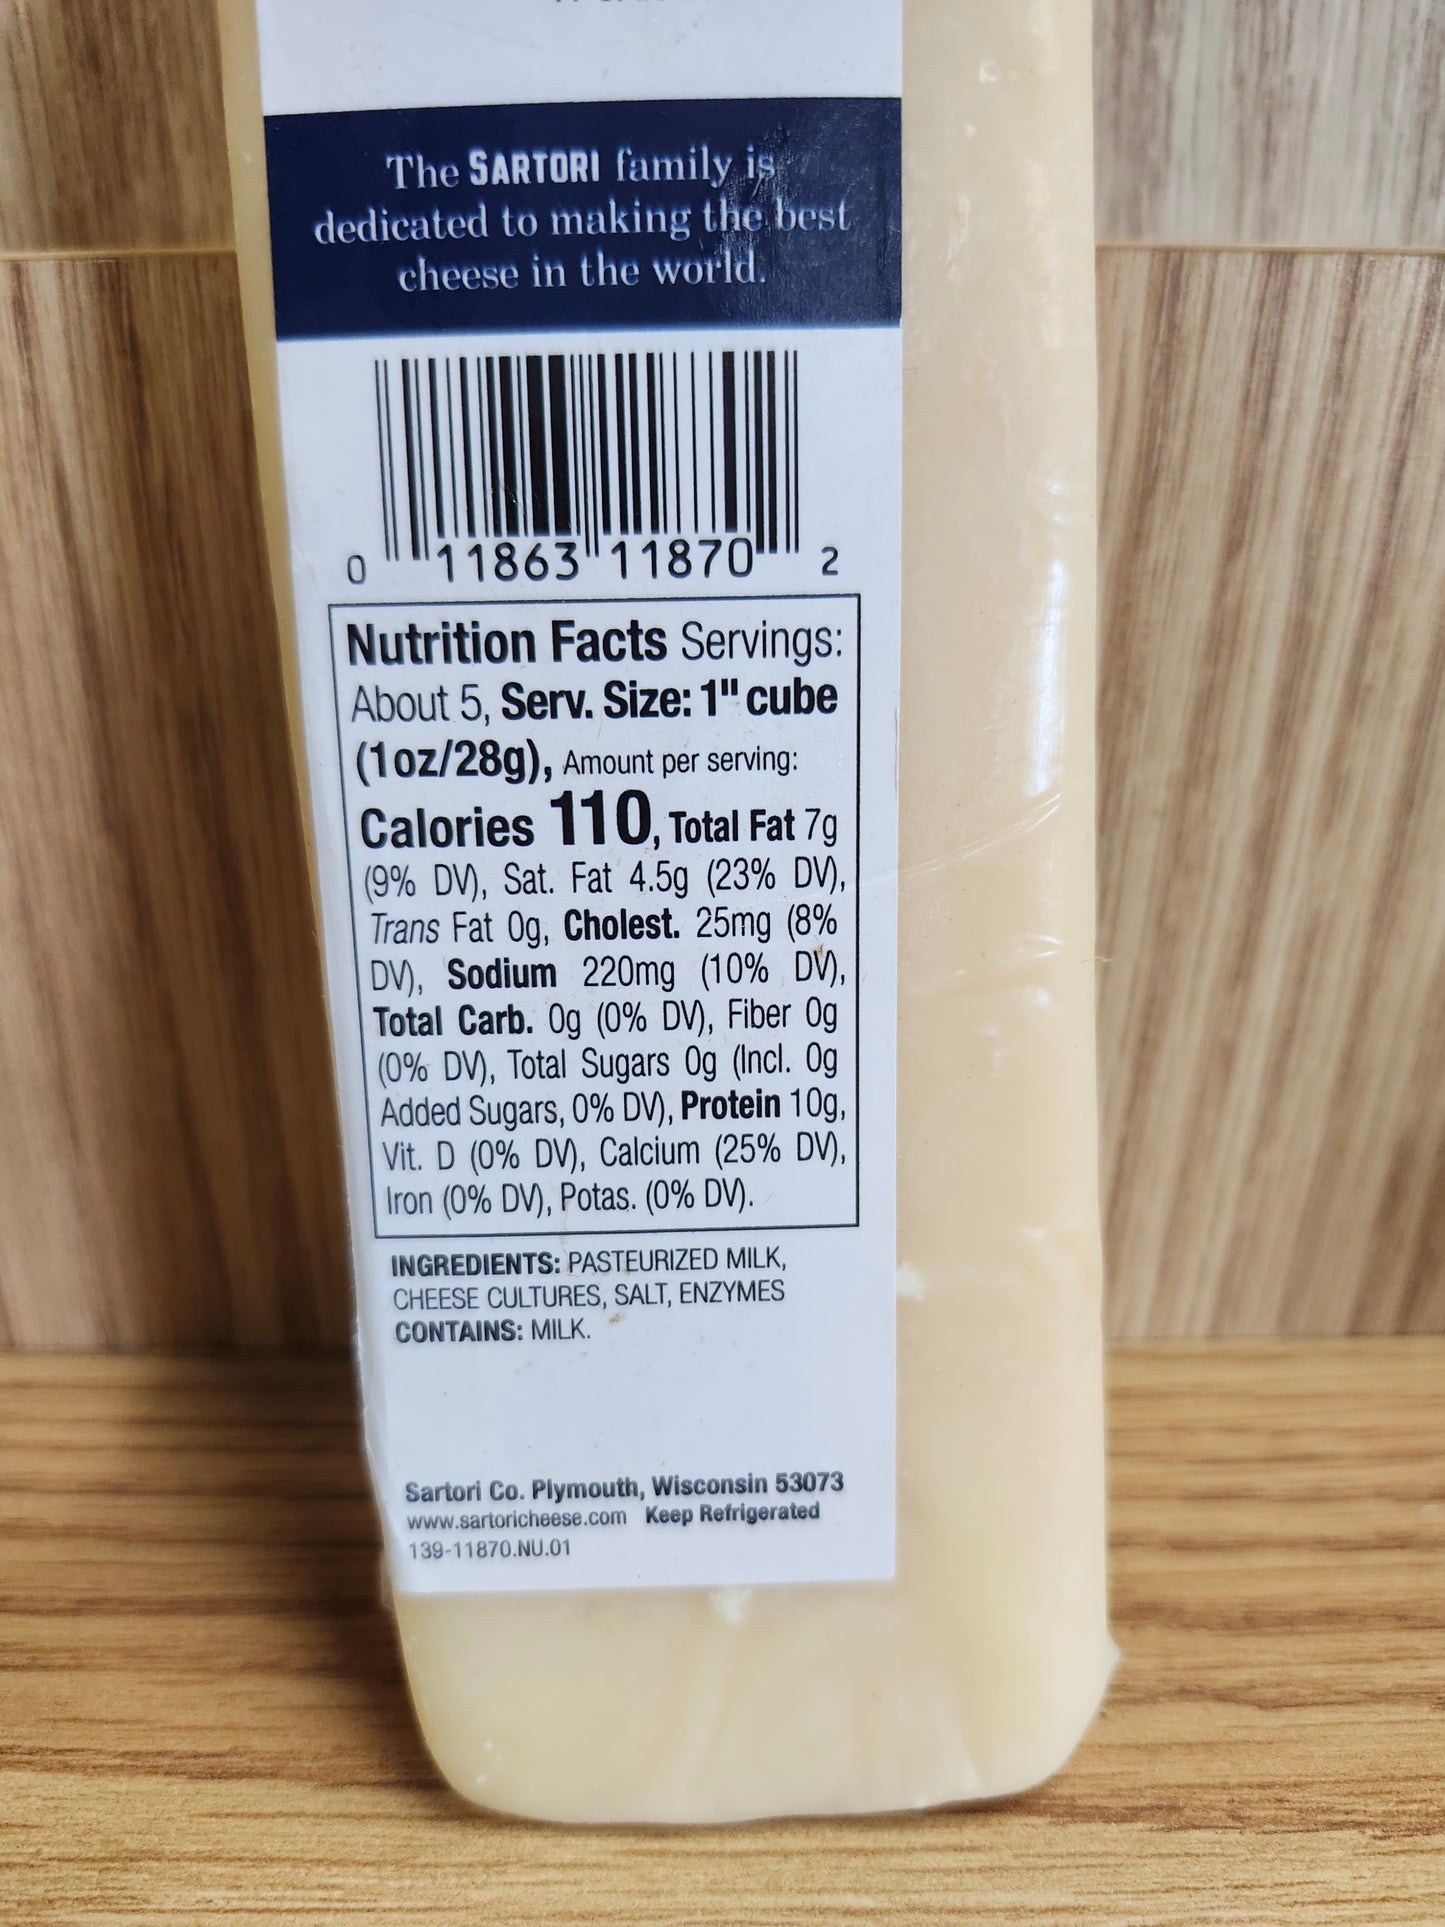 The SARTORI family is
dedicated to making the best
cheese in the world.
0 11863 11870 2
Nutrition Facts Servings:
About 5, Serv. Size: 1" cube
(1oz/28g), Amount per serving:
Calories 110, Total Fat 7g
(9% DV), Sat. Fat 4.5g (23% DV),
Trans Fat 0g, Cholest. 25mg (8%
DV), Sodium 220mg (10% DV),
Total Carb. 0g (0% DV), Fiber 0g
(0% DV), Total Sugars 0g (Incl. 0g
Added Sugars, 0% DV), Protein 10g,
Vit. D (0% DV), Calcium (25% DV),
Iron (0% DV), Potas. (0% DV).
INGREDIENTS: PASTEURIZED MILK,
CHEESE CULTURES, SALT, ENZYMES
CONTAINS: MILK.
Sartori Co. Plymouth, Wisconsin 53073
www.sartoricheese.com Keep Refrigerated
139-11870.NU.01